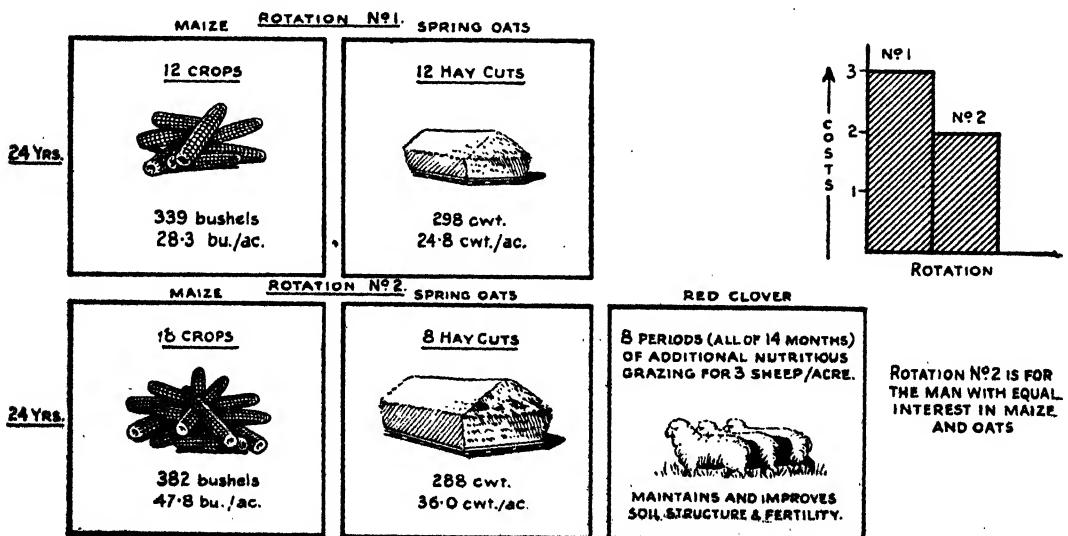 ROTATION Nº1.
MAIZE
SPRING OATS
24 YRS.
12 CROPS
339 bushels
28·3 bu./ac.
12 HAY CUTS
298 cwt.
24·8 cwt./ac.
COSTS
3
2
1
Nº1
Nº2
ROTATION
ROTATION Nº2.
MAIZE
SPRING OATS
RED CLOVER
24 YRS.
18 CROPS
382 bushels
47·8 bu./ac.
8 HAY CUTS
288 cwt.
36·0 cwt./ac.
8 PERIODS (ALL OF 14 MONTHS)
OF ADDITIONAL NUTRITIOUS
GRAZING FOR 3 SHEEP/ACRE.
MAINTAINS AND IMPROVES
SOIL STRUCTURE & FERTILITY.
ROTATION Nº2 IS FOR
THE MAN WITH EQUAL
INTEREST IN MAIZE
AND OATS